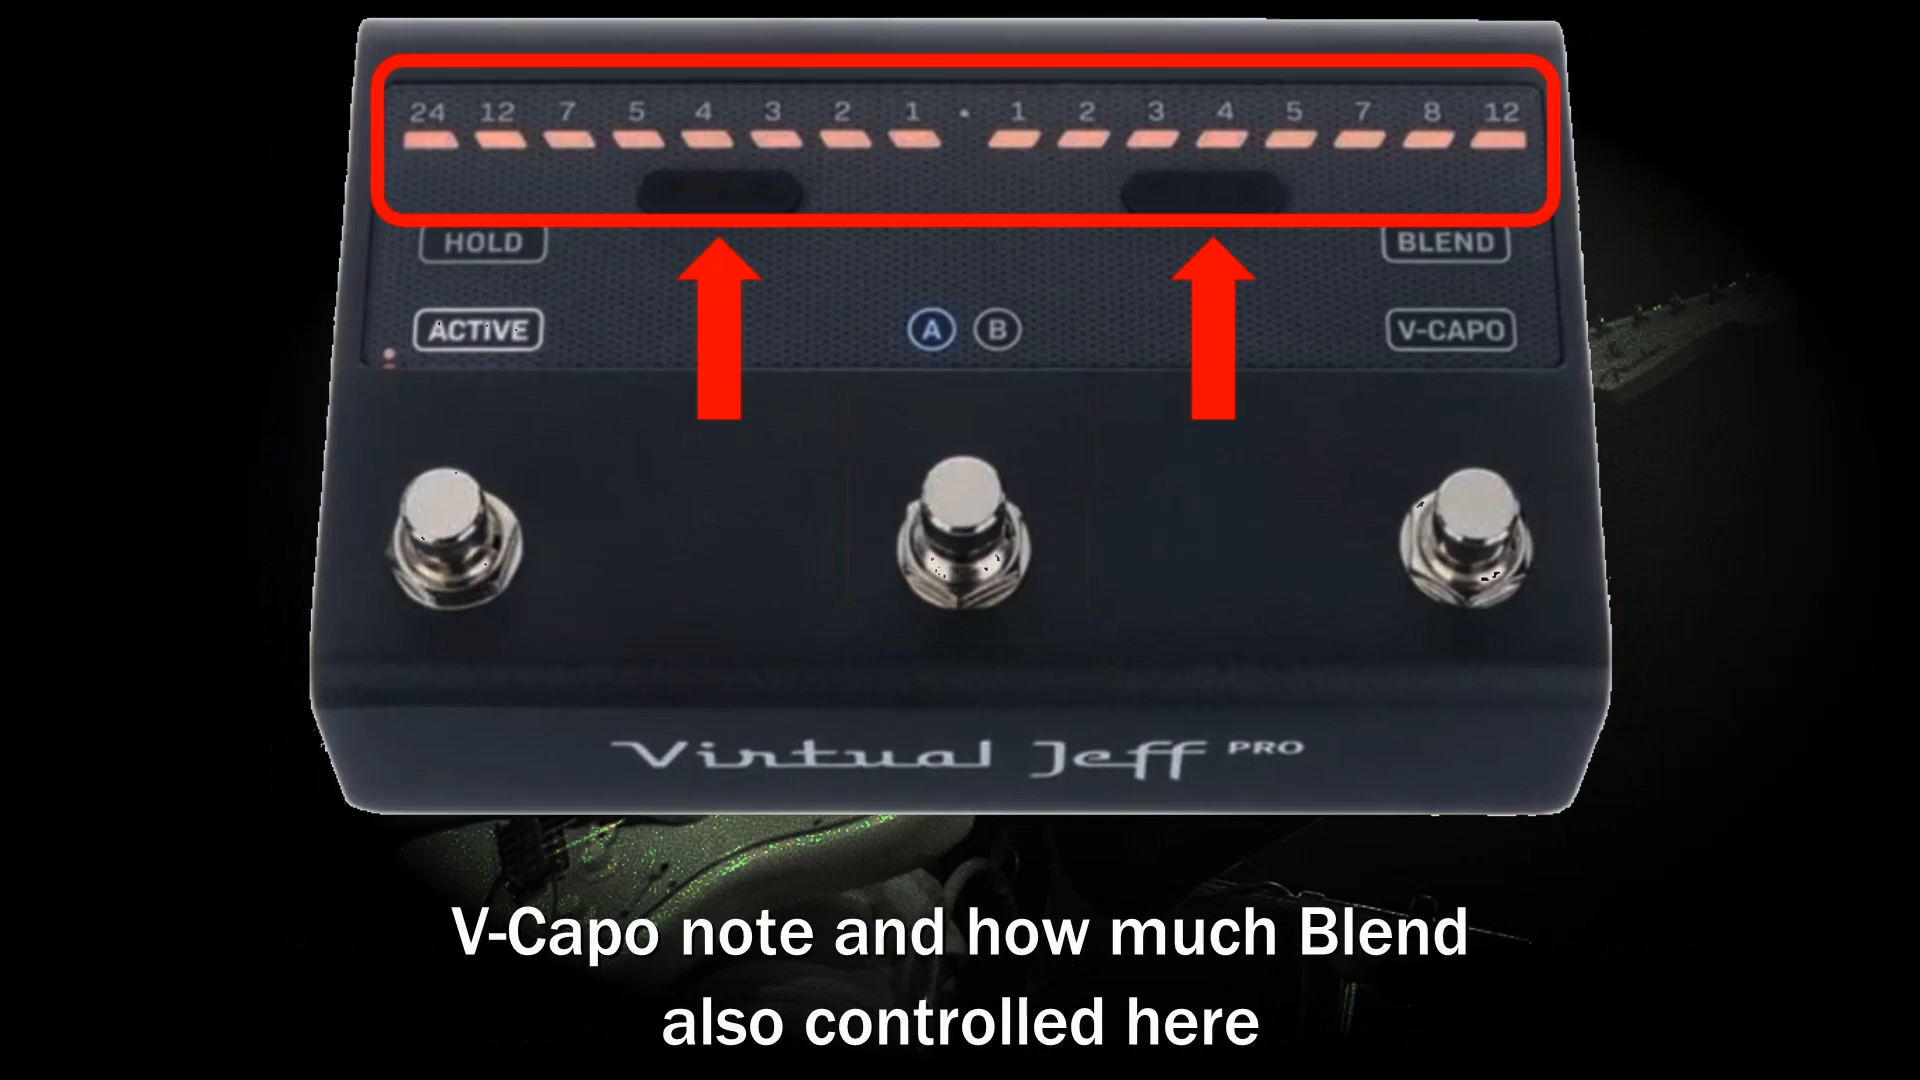 24 12 7 5 4 3 2 1 • 1 2 3 4 5 7 8 12
HOLD BLEND
ACTIVE A B V-CAPO
Virtual Jeff PRO
V-Capo note and how much Blend
also controlled here